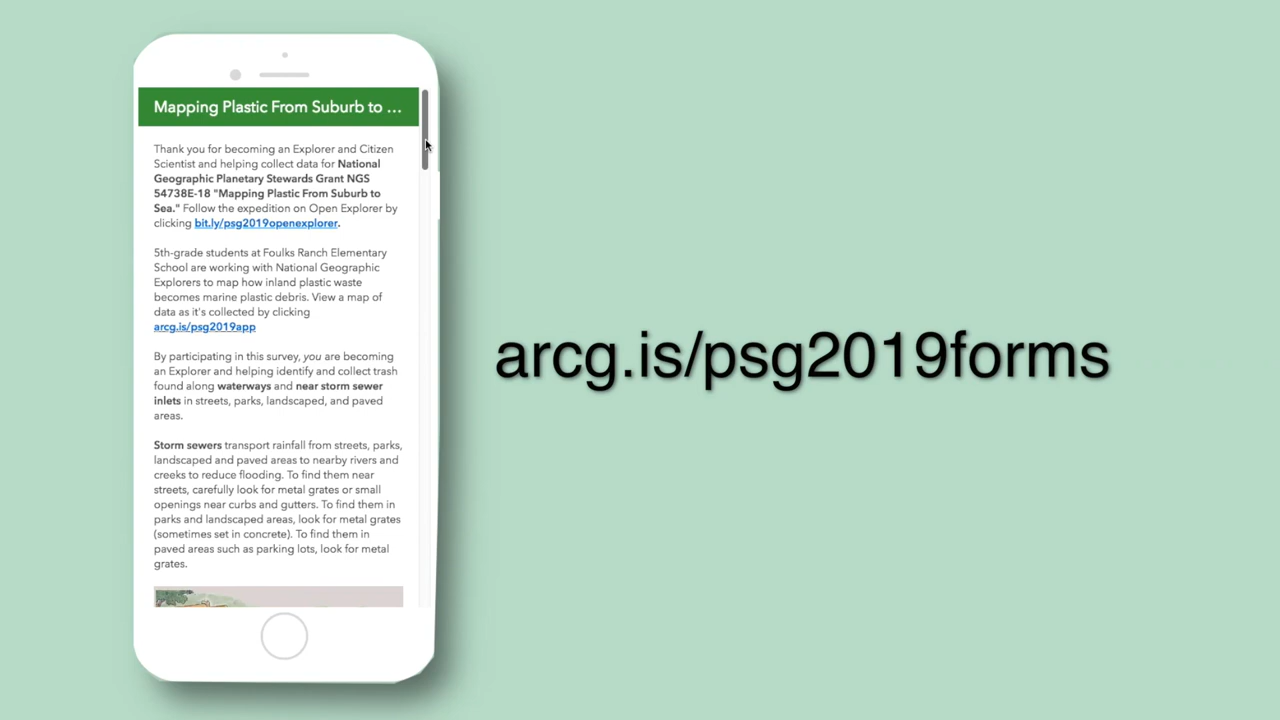 Mapping Plastic From Suburb to ...
Thank you for becoming an Explorer and Citizen
Scientist and helping collect data for National
Geographic Planetary Stewards Grant NGS
54738E-18 "Mapping Plastic From Suburb to
Sea." Follow the expedition on Open Explorer by
clicking bit.ly/psg2019openexplorer.
5th-grade students at Foulks Ranch Elementary
School are working with National Geographic
Explorers to map how inland plastic waste
becomes marine plastic debris. View a map of
data as it's collected by clicking
arcg.is/psg2019app
By participating in this survey, you are becoming
an Explorer and helping identify and collect trash
found along waterways and near storm sewer
inlets in streets, parks, landscaped, and paved
areas.
Storm sewers transport rainfall from streets, parks,
landscaped and paved areas to nearby rivers and
creeks to reduce flooding. To find them near
streets, carefully look for metal grates or small
openings near curbs and gutters. To find them in
parks and landscaped areas, look for metal grates
(sometimes set in concrete). To find them in
paved areas such as parking lots, look for metal
grates.
arcg.is/psg2019forms